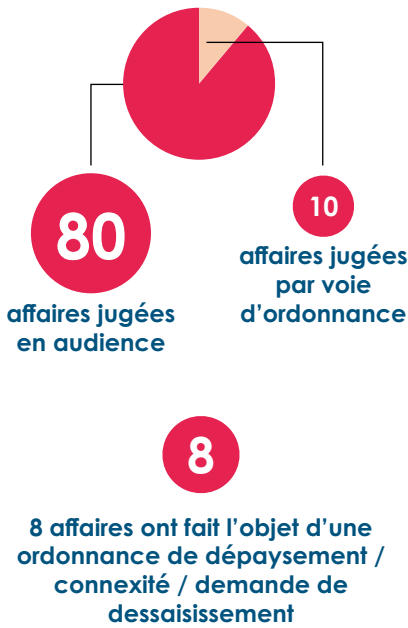 80
affaires jugées
en audience
10
affaires jugées
par voie
d’ordonnance
8
8 affaires ont fait l’objet d’une
ordonnance de dépaysement /
connexité / demande de
dessaisissement